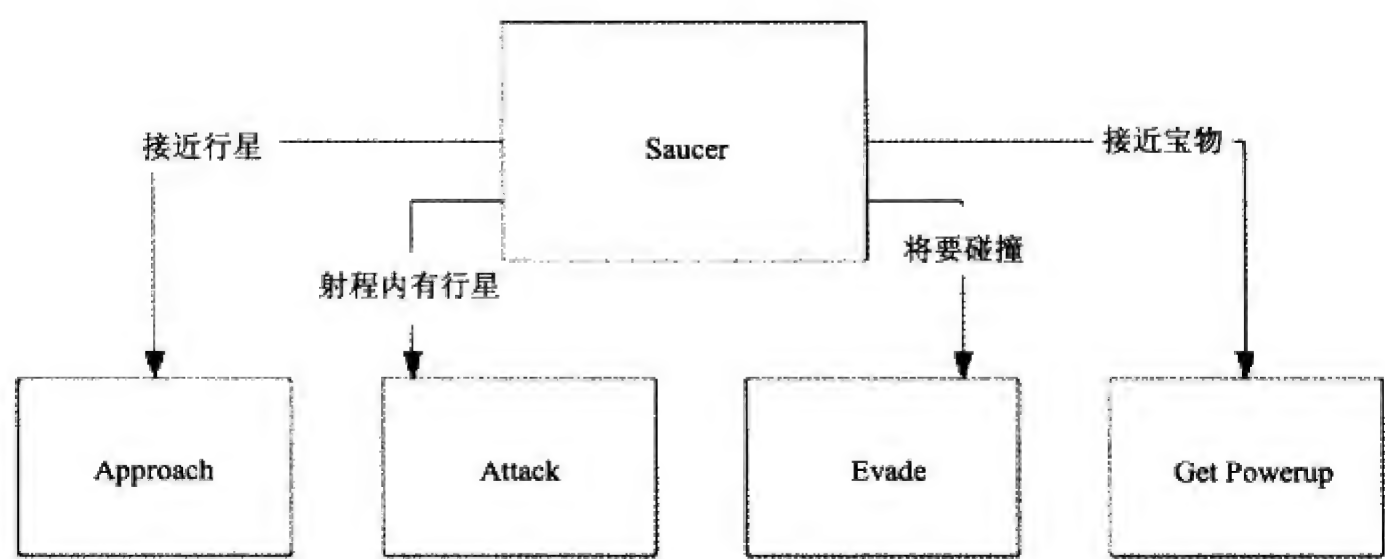 Saucer
接近行星
接近宝物
将要碰撞
射程内有行星
Approach
Attack
Evade
Get Powerup